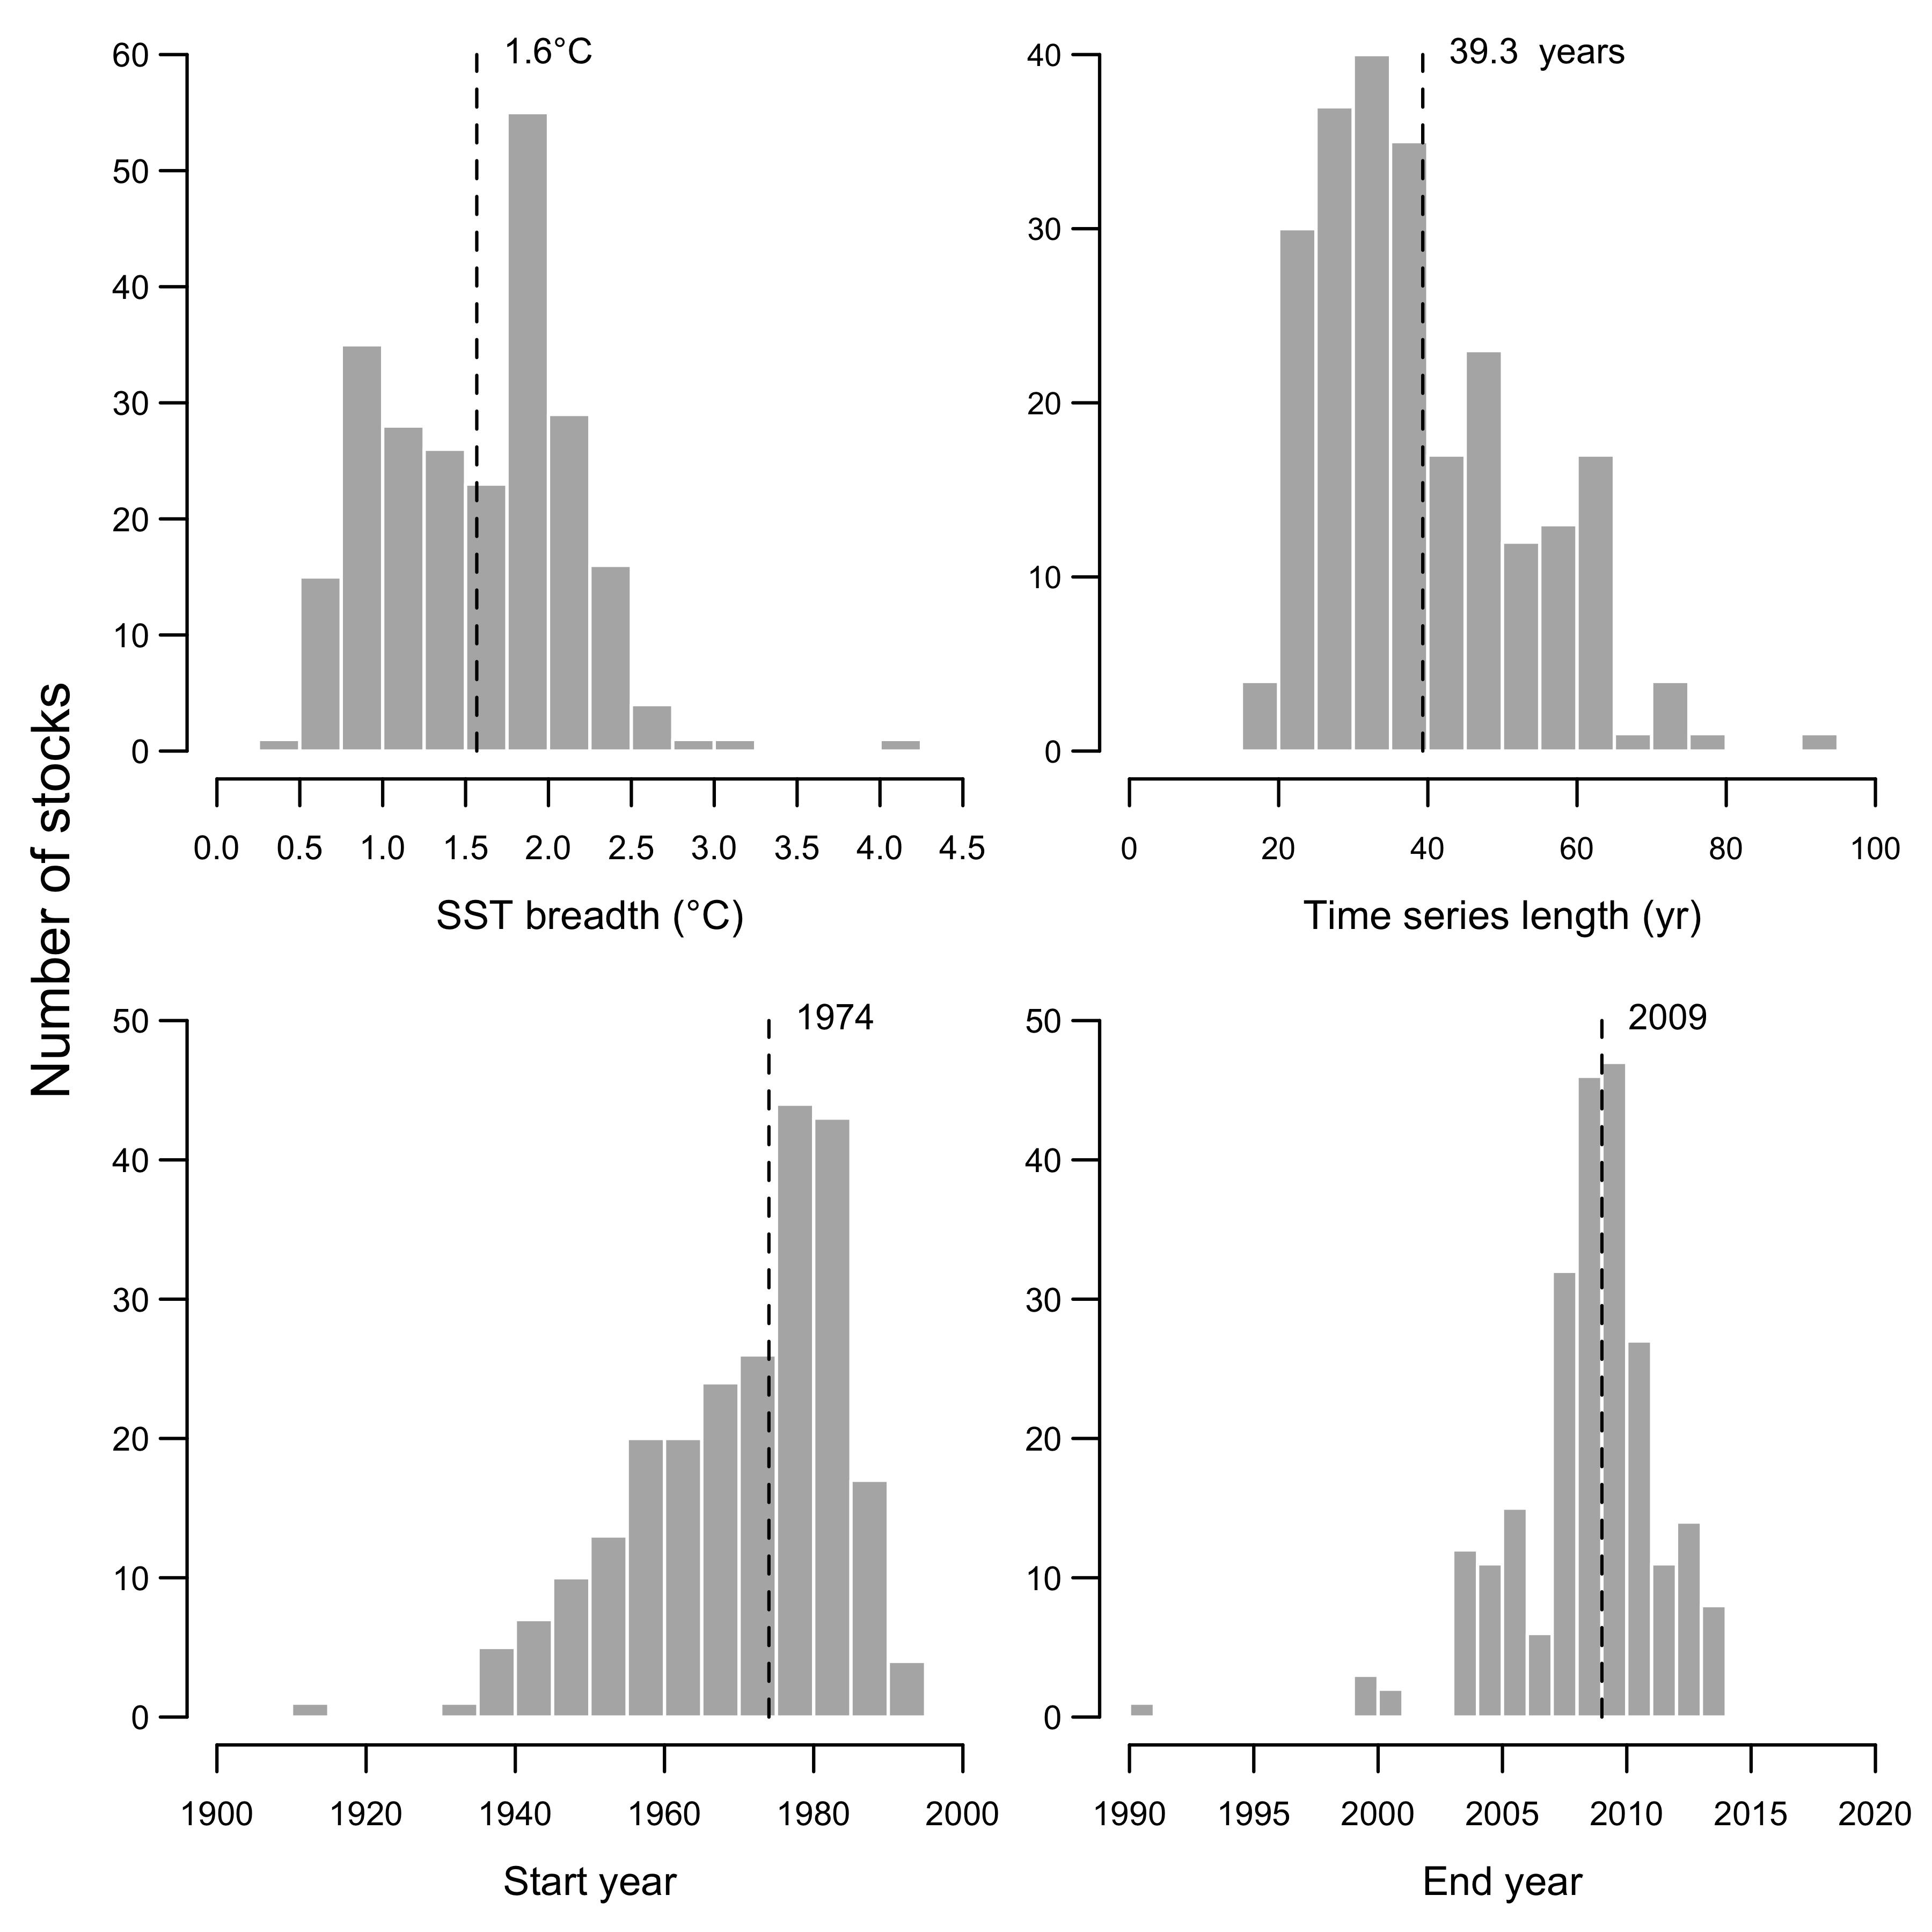 Number of stocks
1.6°C
60
50
40
30
20
10
0
0.0 0.5 1.0 1.5 2.0 2.5 3.0 3.5 4.0 4.5
SST breadth (°C)
39.3 years
40
30
20
10
0
0 20 40 60 80 100
Time series length (yr)
1974
50
40
30
20
10
0
1900 1920 1940 1960 1980 2000
Start year
2009
50
40
30
20
10
0
1990 1995 2000 2005 2010 2015 2020
End year